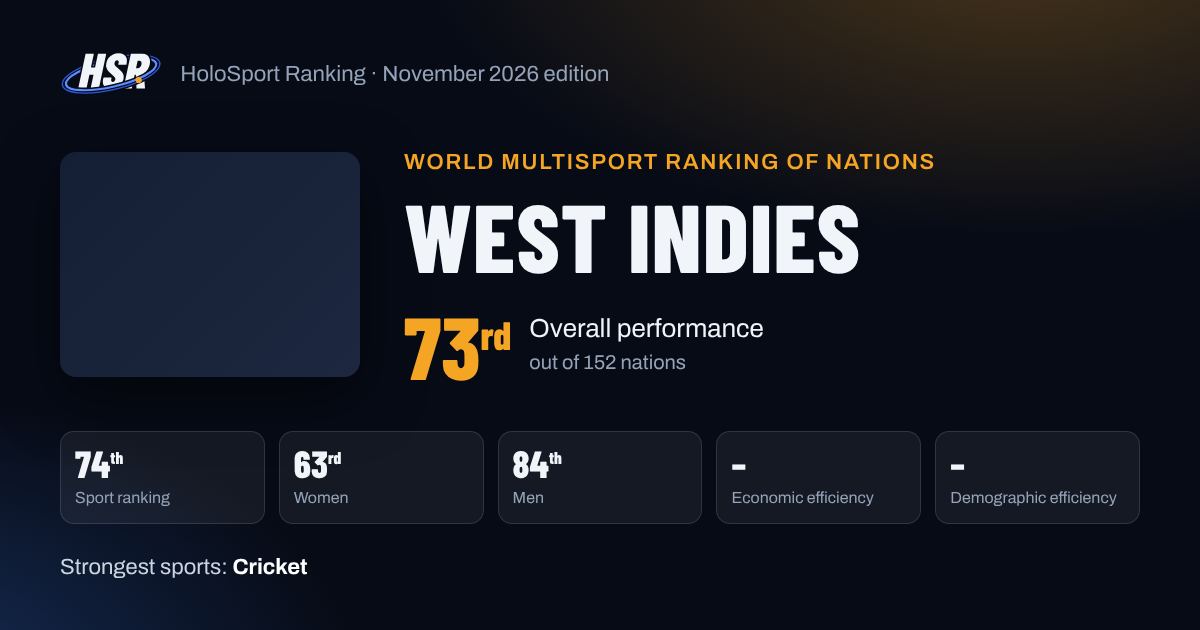 HSR
HoloSport Ranking · November 2026 edition
WORLD MULTISPORT RANKING OF NATIONS
WEST INDIES
73rd
Overall performance
out of 152 nations
74th
Sport ranking
63rd
Women
84th
Men
–
Economic efficiency
–
Demographic efficiency
Strongest sports: Cricket